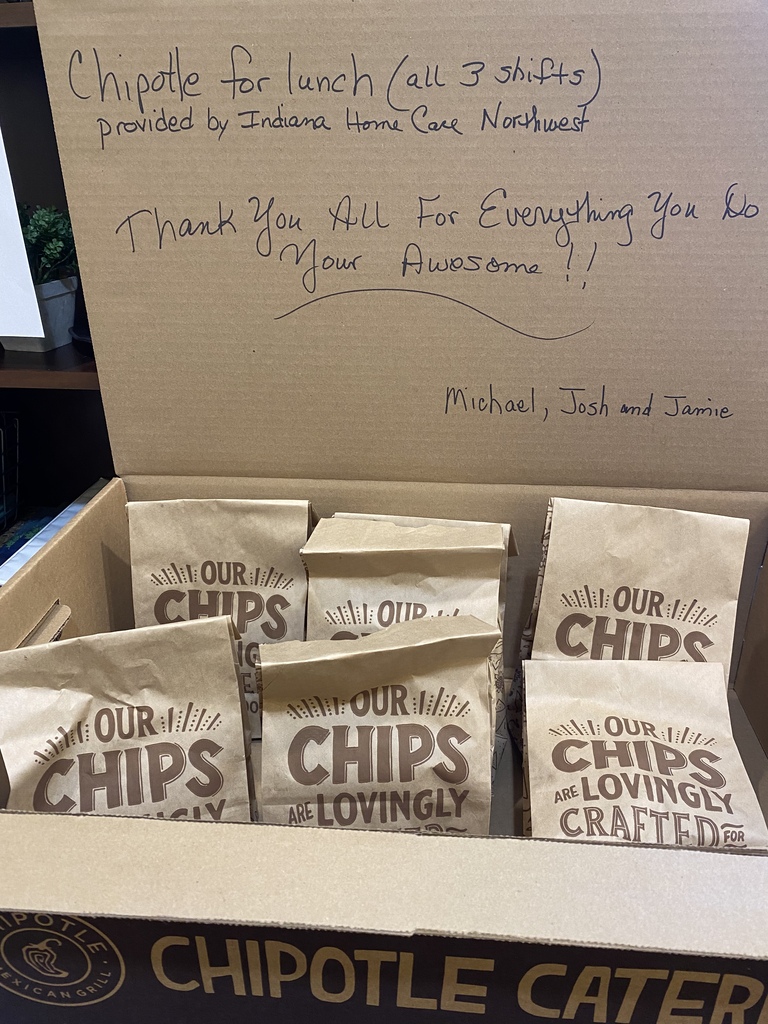 Chipotle for lunch (all 3 shifts)
provided by Indiana Home Care Northwest
Thank You All For Everything You Do
Your Awesome !!
Michael, Josh and Jamie
OUR
CHIPS
OUR
OUR
CHIPS
OUR
CHIPS
OUR
CHIPS
ARE LOVINGLY
OUR
CHIPS
ARE LOVINGLY
CRAFTED FOR
CHIPOTLE
MEXICAN GRILL
CHIPOTLE CATER